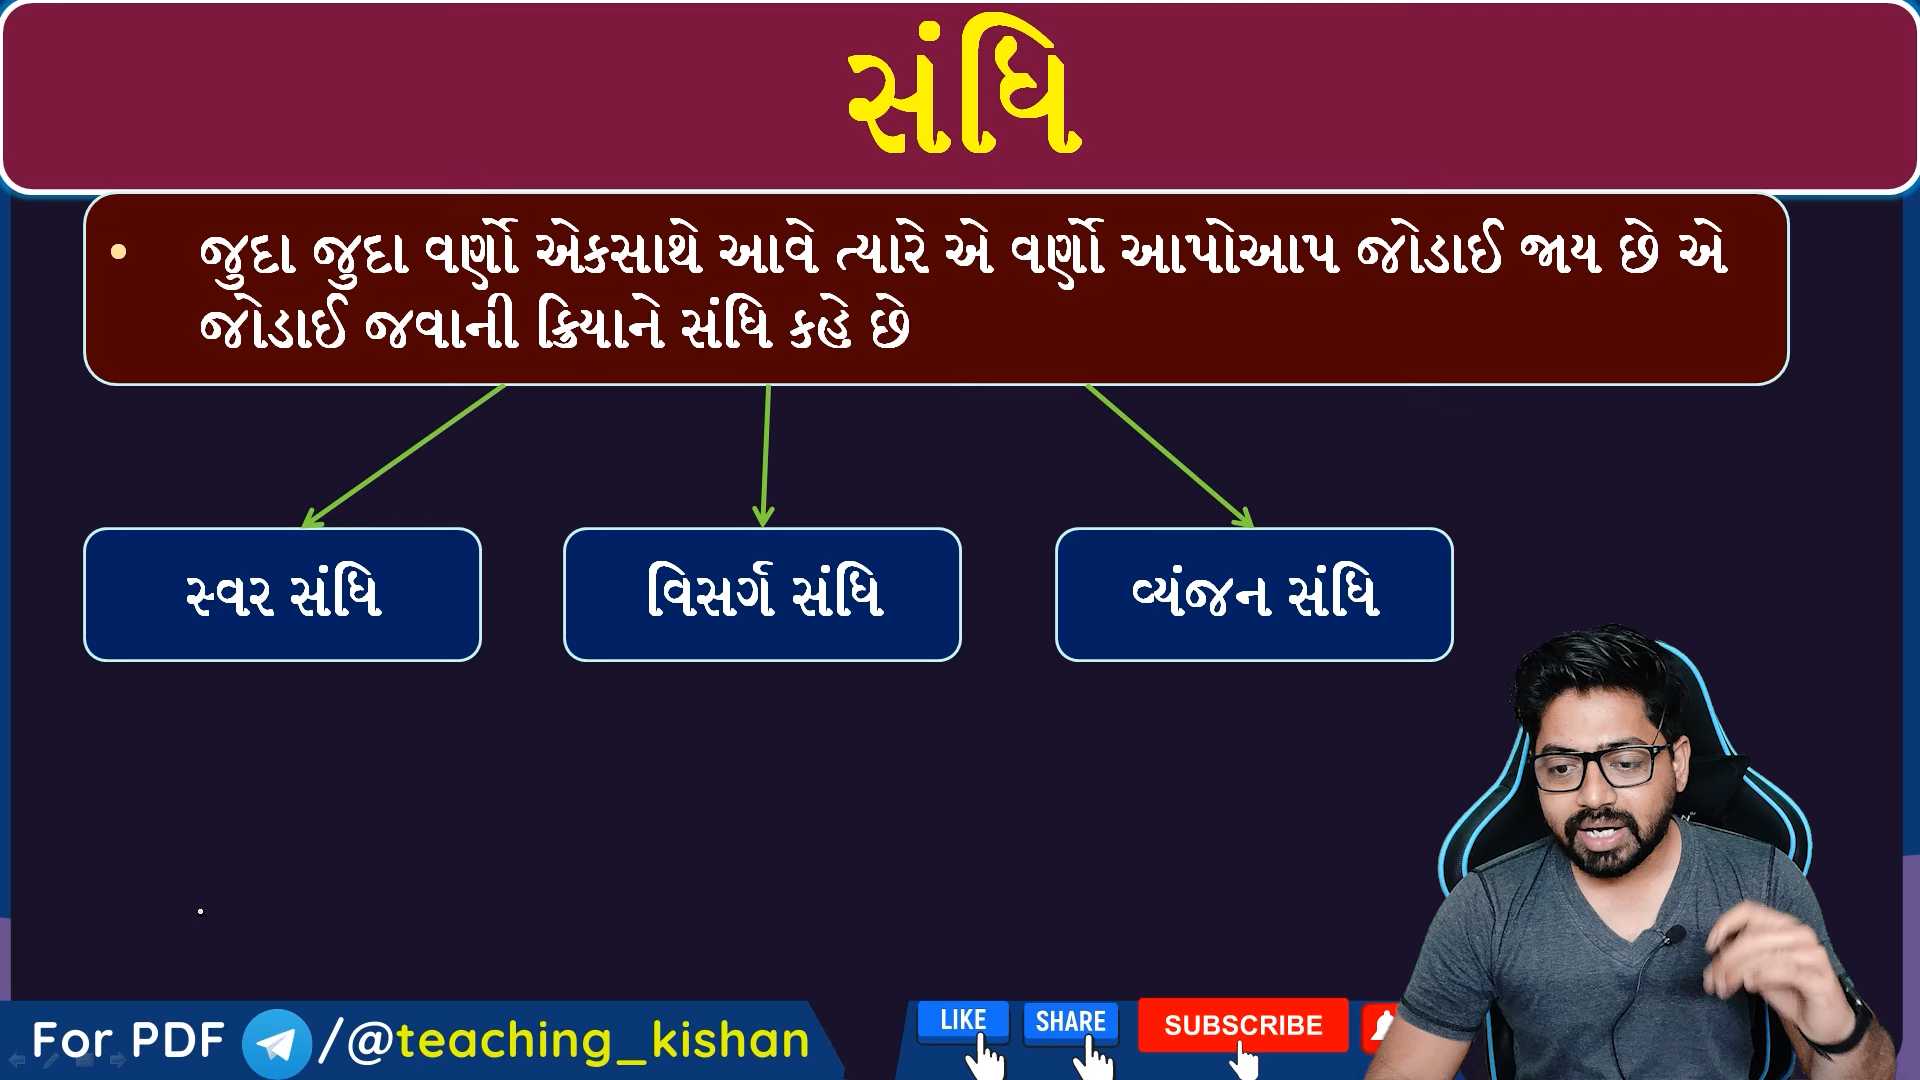 સંધિ
• જુદા જુદા વર્ણો એકસાથે આવે ત્યારે એ વર્ણો આપોઆપ જોડાઈ જાય છે એ
જોડાઈ જવાની ક્રિયાને સંધિ કહે છે
સ્વર સંધિ
વિસર્ગ સંધિ
વ્યંજન સંધિ
For PDF /@teaching_kishan
LIKE
SHARE
SUBSCRIBE